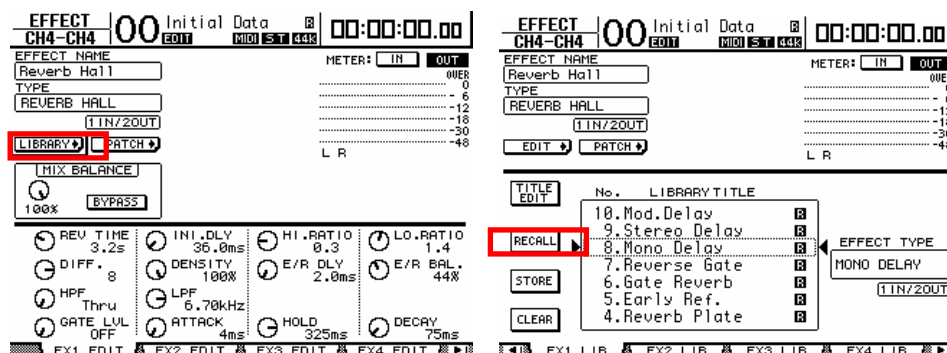 EFFECT
CH4-CH4
00 Initial Data R
EDIT MIDI ST 44k
00:00:00.00
EFFECT NAME
Reverb Hall
TYPE
REVERB HALL
1IN/2OUT
LIBRARY PATCH
METER: IN OUT
OVER
0
- 6
-12
-18
-30
-48
L R
MIX BALANCE
100% BYPASS
REV TIME 3.2s INI.DLY 36.0ms HI.RATIO 0.3 LO.RATIO 1.4
DIFF. 8 DENSITY 100% E/R DLY 2.0ms E/R BAL. 44%
HPF Thru LPF 6.70kHz
GATE LVL OFF ATTACK 4ms HOLD 325ms DECAY 75ms
FX1 EDIT FX2 EDIT FX3 EDIT FX4 EDIT
EFFECT
CH4-CH4
00 Initial Data R
EDIT MIDI ST 44k
00:00:00.00
EFFECT NAME
Reverb Hall
TYPE
REVERB HALL
1IN/2OUT
EDIT PATCH
METER: IN OUT
L R
TITLE EDIT
RECALL
STORE
CLEAR
No. LIBRARY TITLE
10.Mod.Delay R
9.Stereo Delay R
8.Mono Delay R
7.Reverse Gate R
6.Gate Reverb R
5.Early Ref. R
4.Reverb Plate R
EFFECT TYPE
MONO DELAY
1IN/2OUT
FX1 LIB FX2 LIB FX3 LIB FX4 LIB